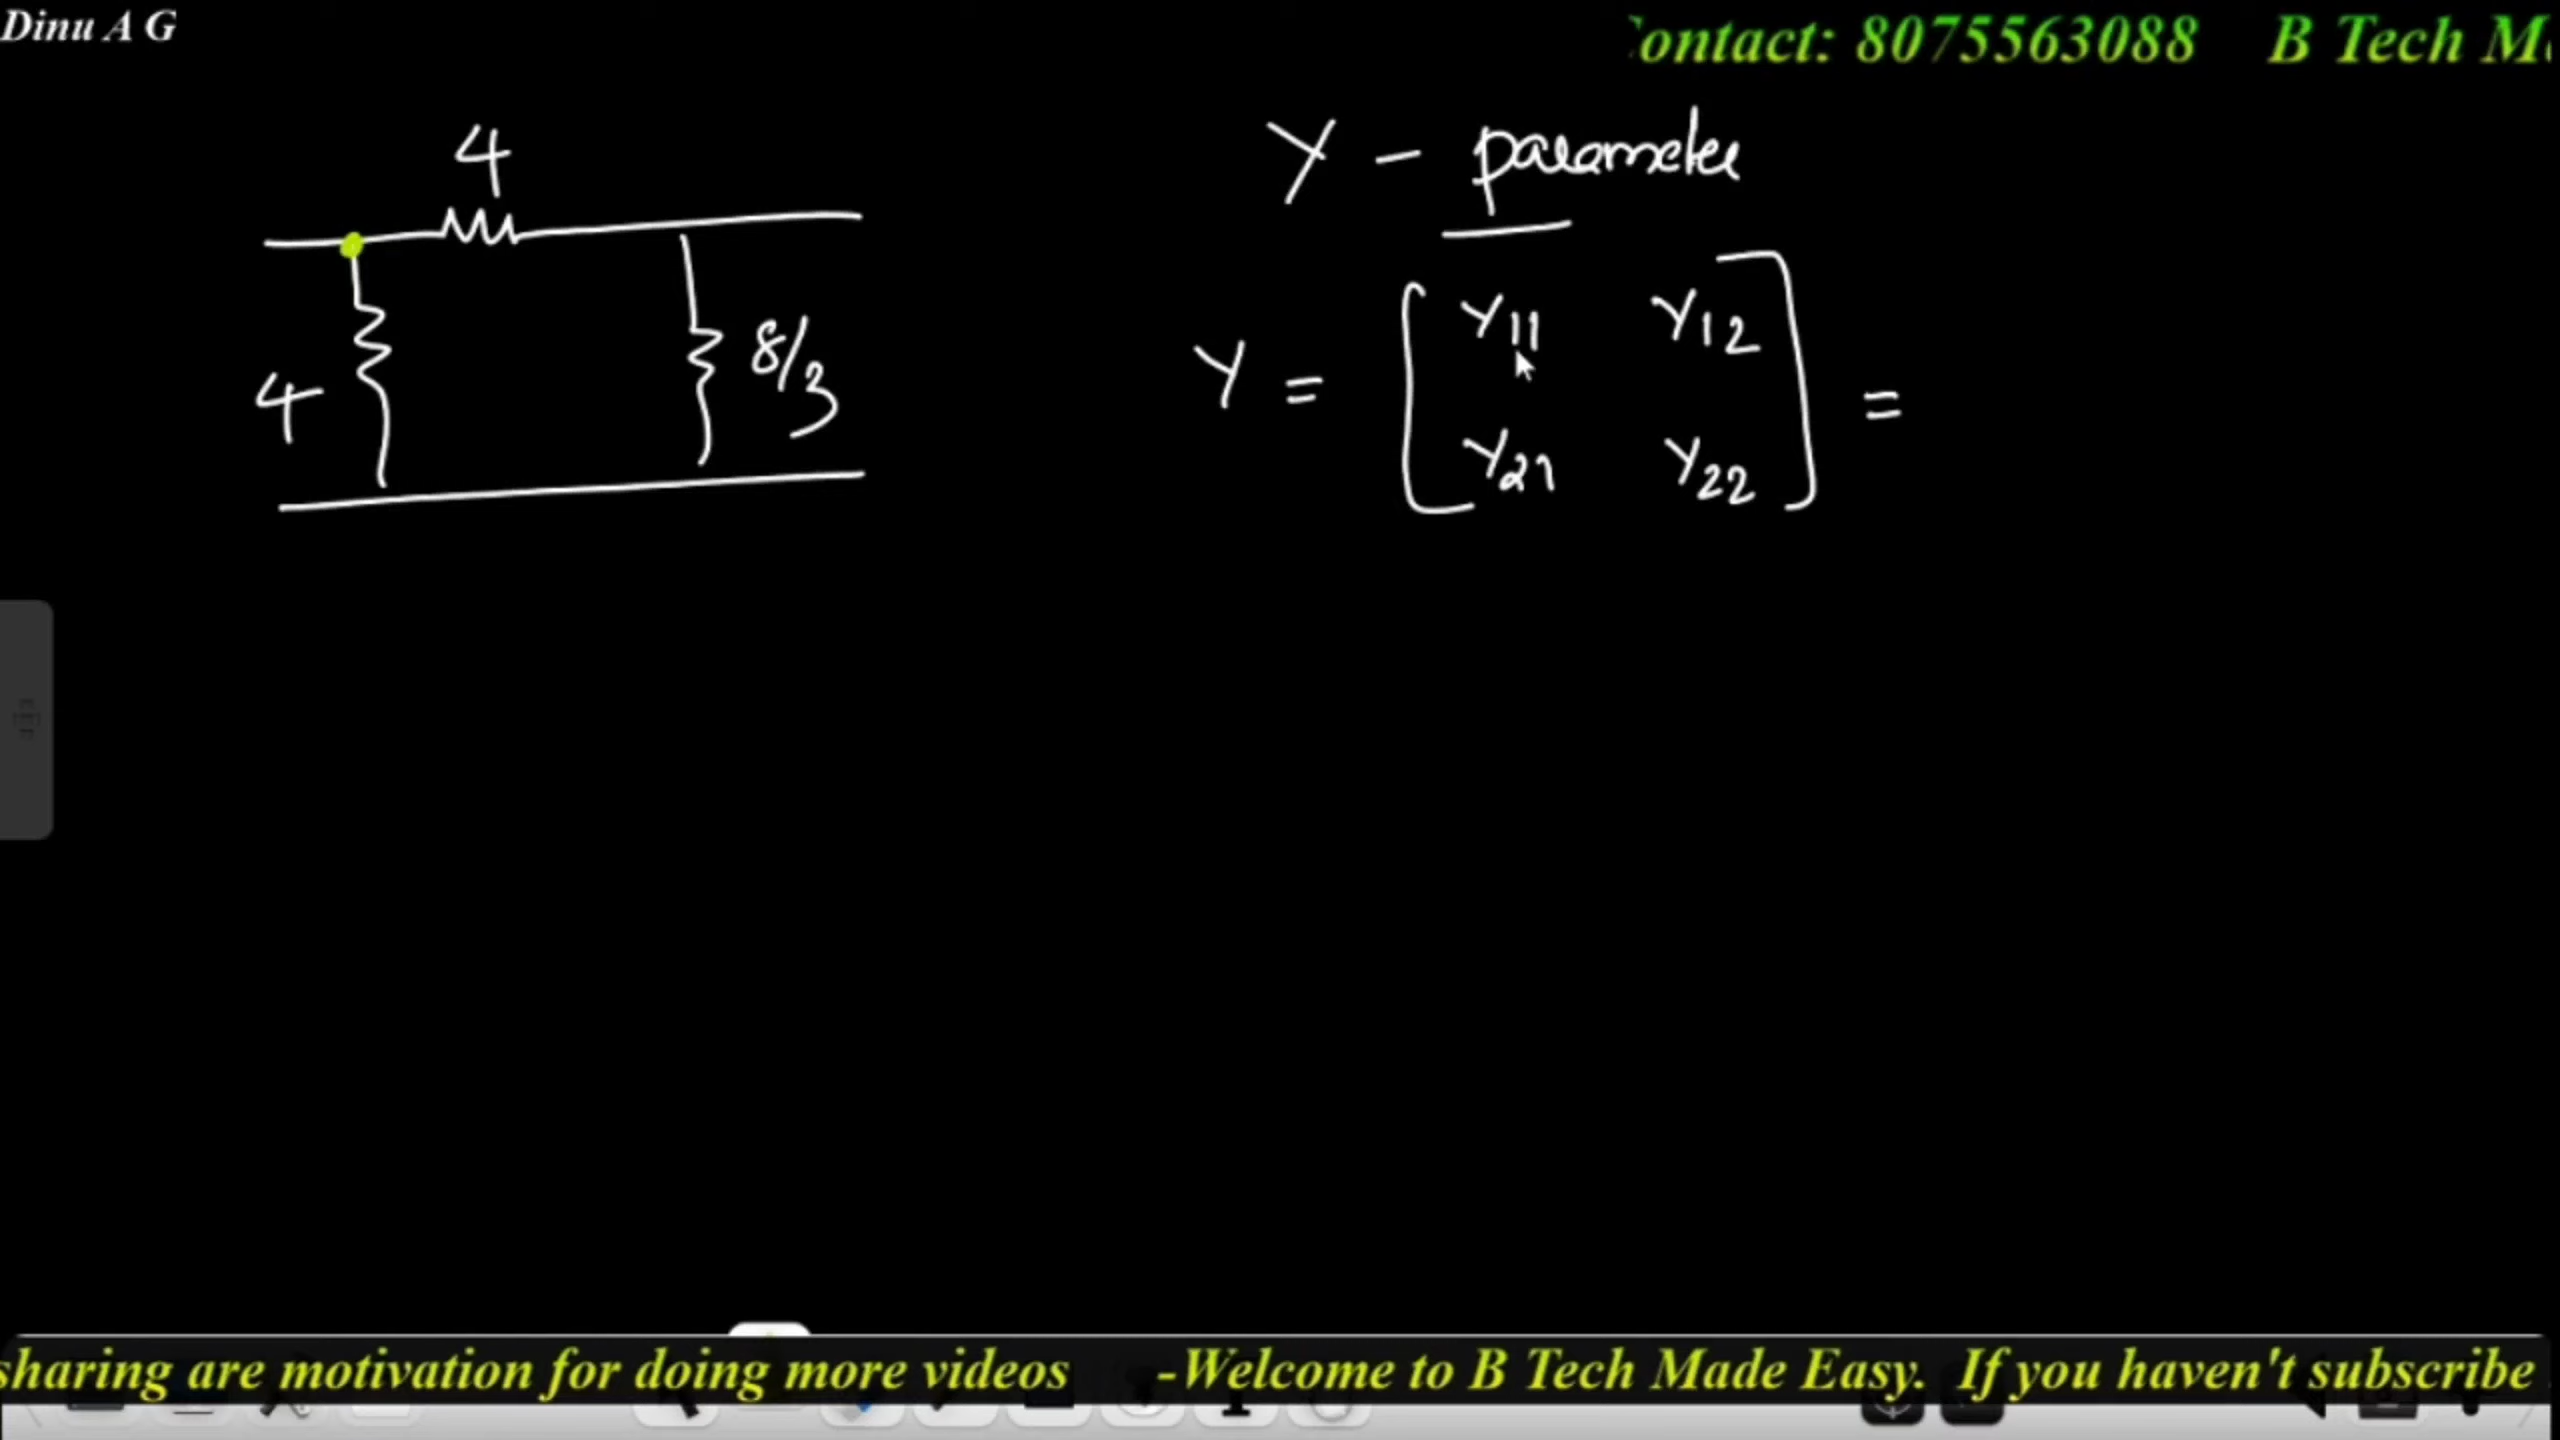 Dinu A G
ontact: 8075563088 B Tech M
4
4
8/3
Y - parameter
Y = [ Y11 Y12
Y21 Y22 ] =
sharing are motivation for doing more videos -Welcome to B Tech Made Easy. If you haven't subscribe